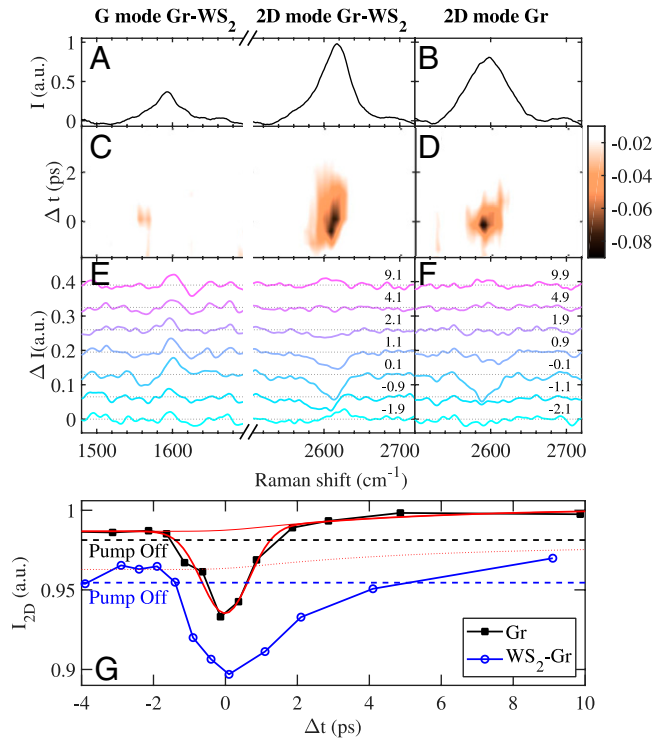 G mode Gr-WS2 2D mode Gr-WS2 2D mode Gr
A B
I (a.u.)
1
0.5
0
C D
Δ t (ps)
2
0
-0.02
-0.04
-0.06
-0.08
E F
Δ I(a.u.)
0.4
0.3
0.2
0.1
0
9.1
4.1
2.1
1.1
0.1
-0.9
-1.9
9.9
4.9
1.9
0.9
-0.1
-1.1
-2.1
1500 1600 2600 2700 2600 2700
Raman shift (cm-1)
G
I2D (a.u.)
1
0.95
0.9
Pump Off
Pump Off
Gr
WS2-Gr
-4 -2 0 2 4 6 8 10
Δt (ps)